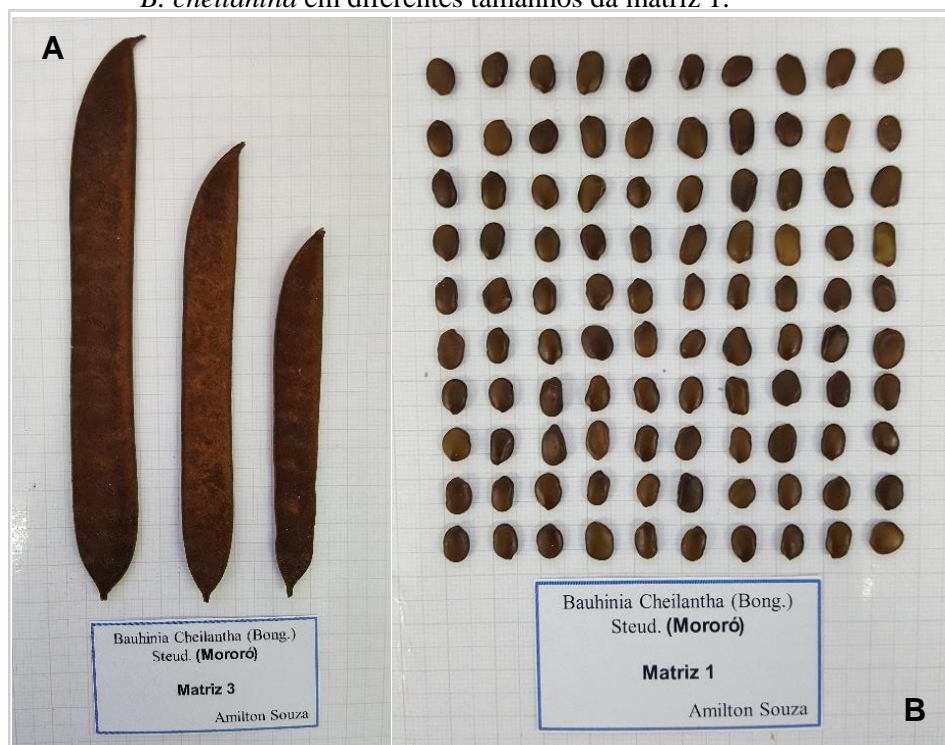 B. cheilantha em diferentes tamanhos da matriz 1.
A
Bauhinia Cheilantha (Bong.)
Steud. (Mororó)
Matriz 3
Amilton Souza
Bauhinia Cheilantha (Bong.)
Steud. (Mororó)
Matriz 1
Amilton Souza
B